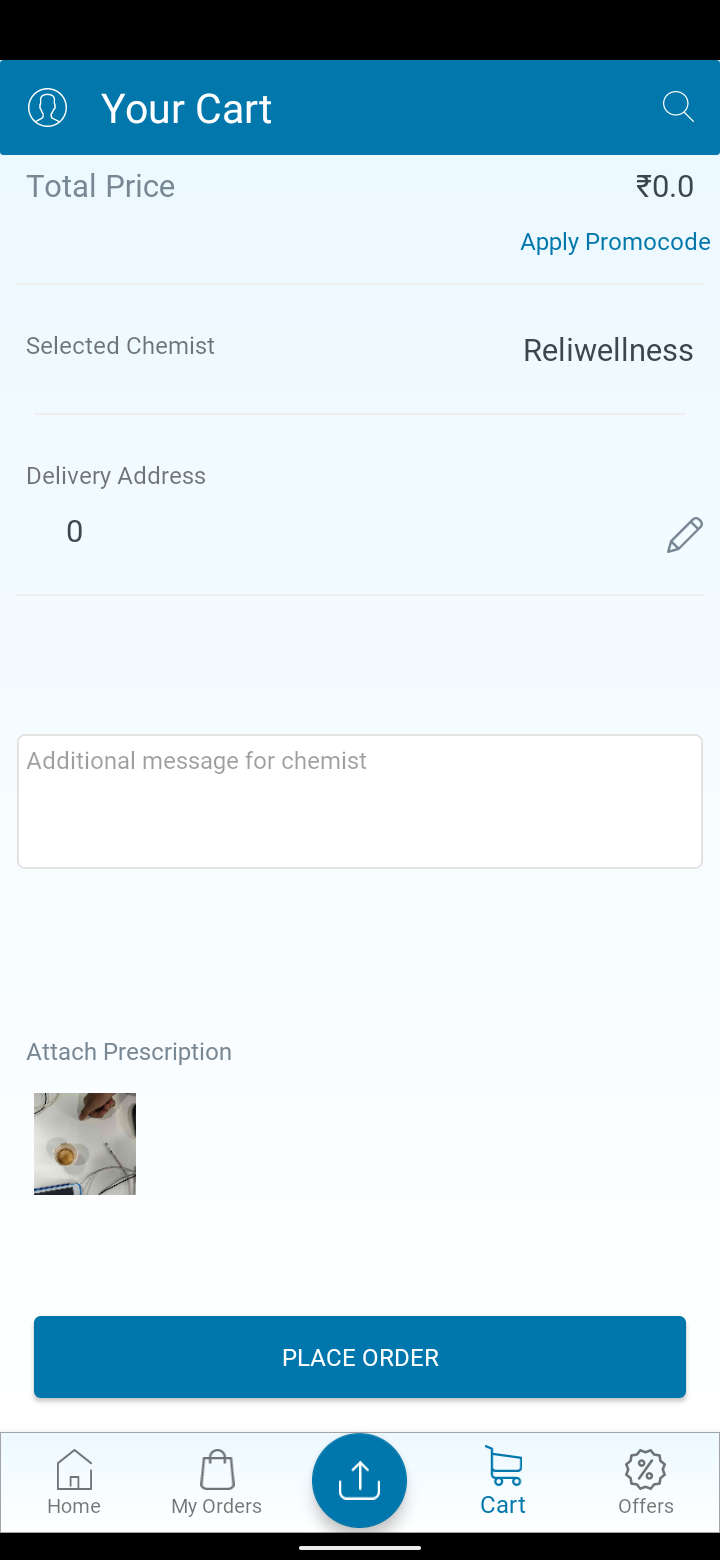 Your Cart
Total Price ₹0.0
Apply Promocode
Selected Chemist Reliwellness
Delivery Address
0
Additional message for chemist
Attach Prescription
PLACE ORDER
Home My Orders Cart Offers